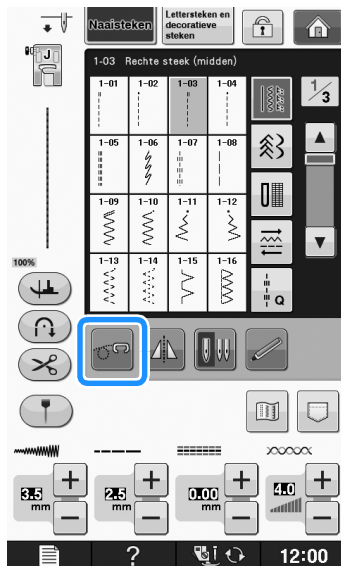 Naaisteken
Lettersteken en
decoratieve
steken
J
1-03 Rechte steek (midden)
1-01 1-02 1-03 1-04
1/3
1-05 1-06 1-07 1-08
1-09 1-10 1-11 1-12
1-13 1-14 1-15 1-16
Q
100%
3.5 mm
2.5 mm
0.00 mm
4.0
+ + + +
− − − −
? 12:00